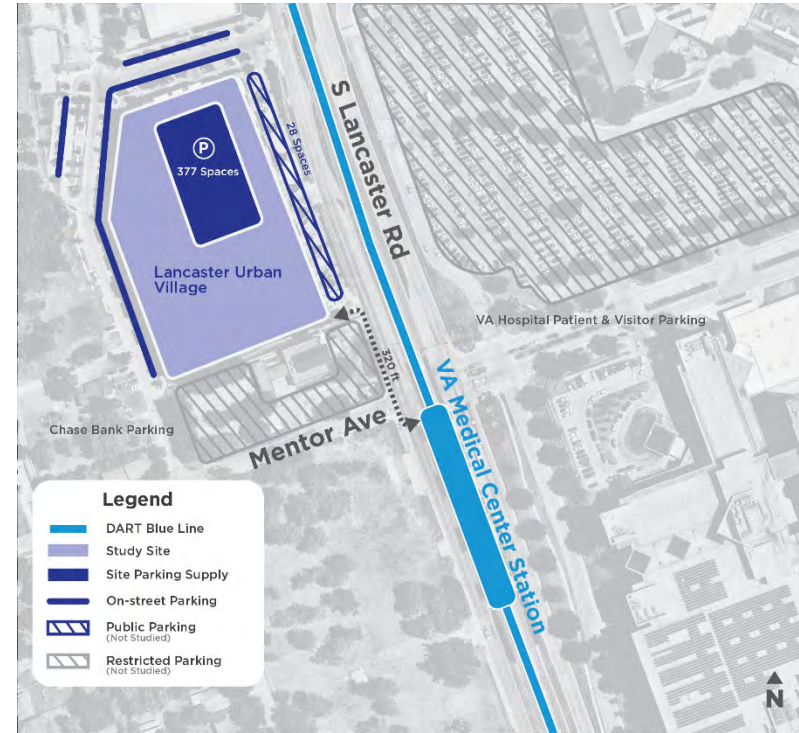 S Lancaster Rd
28 Spaces
P
377 Spaces
Lancaster Urban
Village
VA Hospital Patient & Visitor Parking
320 ft
VA Medical Center Station
Chase Bank Parking
Mentor Ave
Legend
DART Blue Line
Study Site
Site Parking Supply
On-street Parking
Public Parking
(Not Studied)
Restricted Parking
(Not Studied)
N